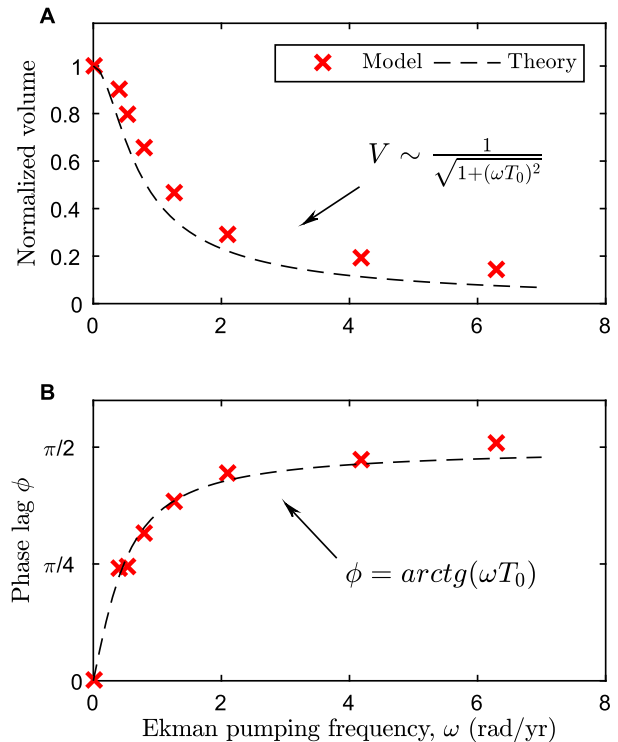 A
Normalized volume
1
0.8
0.6
0.4
0.2
0
Model
Theory
V ∼ 1/√(1+(ωT₀)²)
0 2 4 6 8
B
Phase lag ϕ
π/2
π/4
0
ϕ = arctg(ωT₀)
0 2 4 6 8
Ekman pumping frequency, ω (rad/yr)